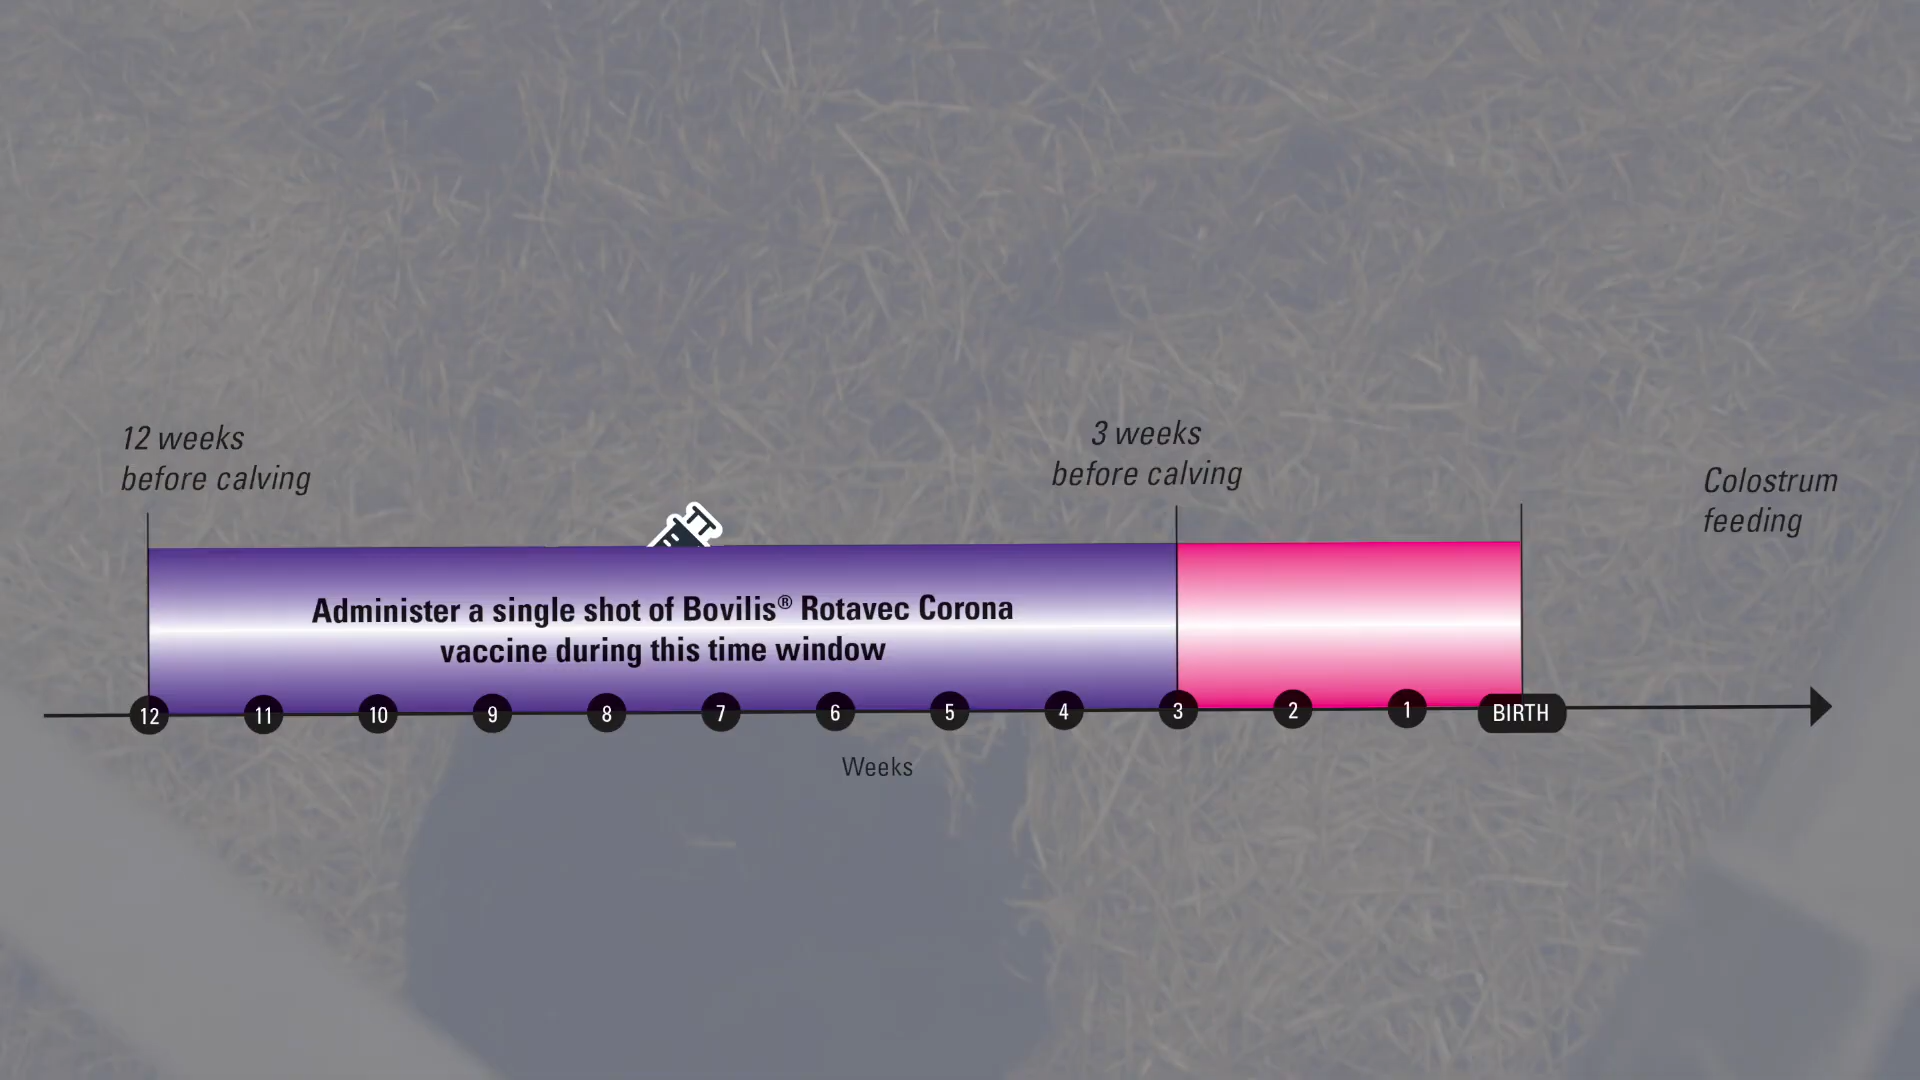 12 weeks
before calving
3 weeks
before calving
Colostrum
feeding
Administer a single shot of Bovilis® Rotavec Corona
vaccine during this time window
12 11 10 9 8 7 6 5 4 3 2 1 BIRTH
Weeks